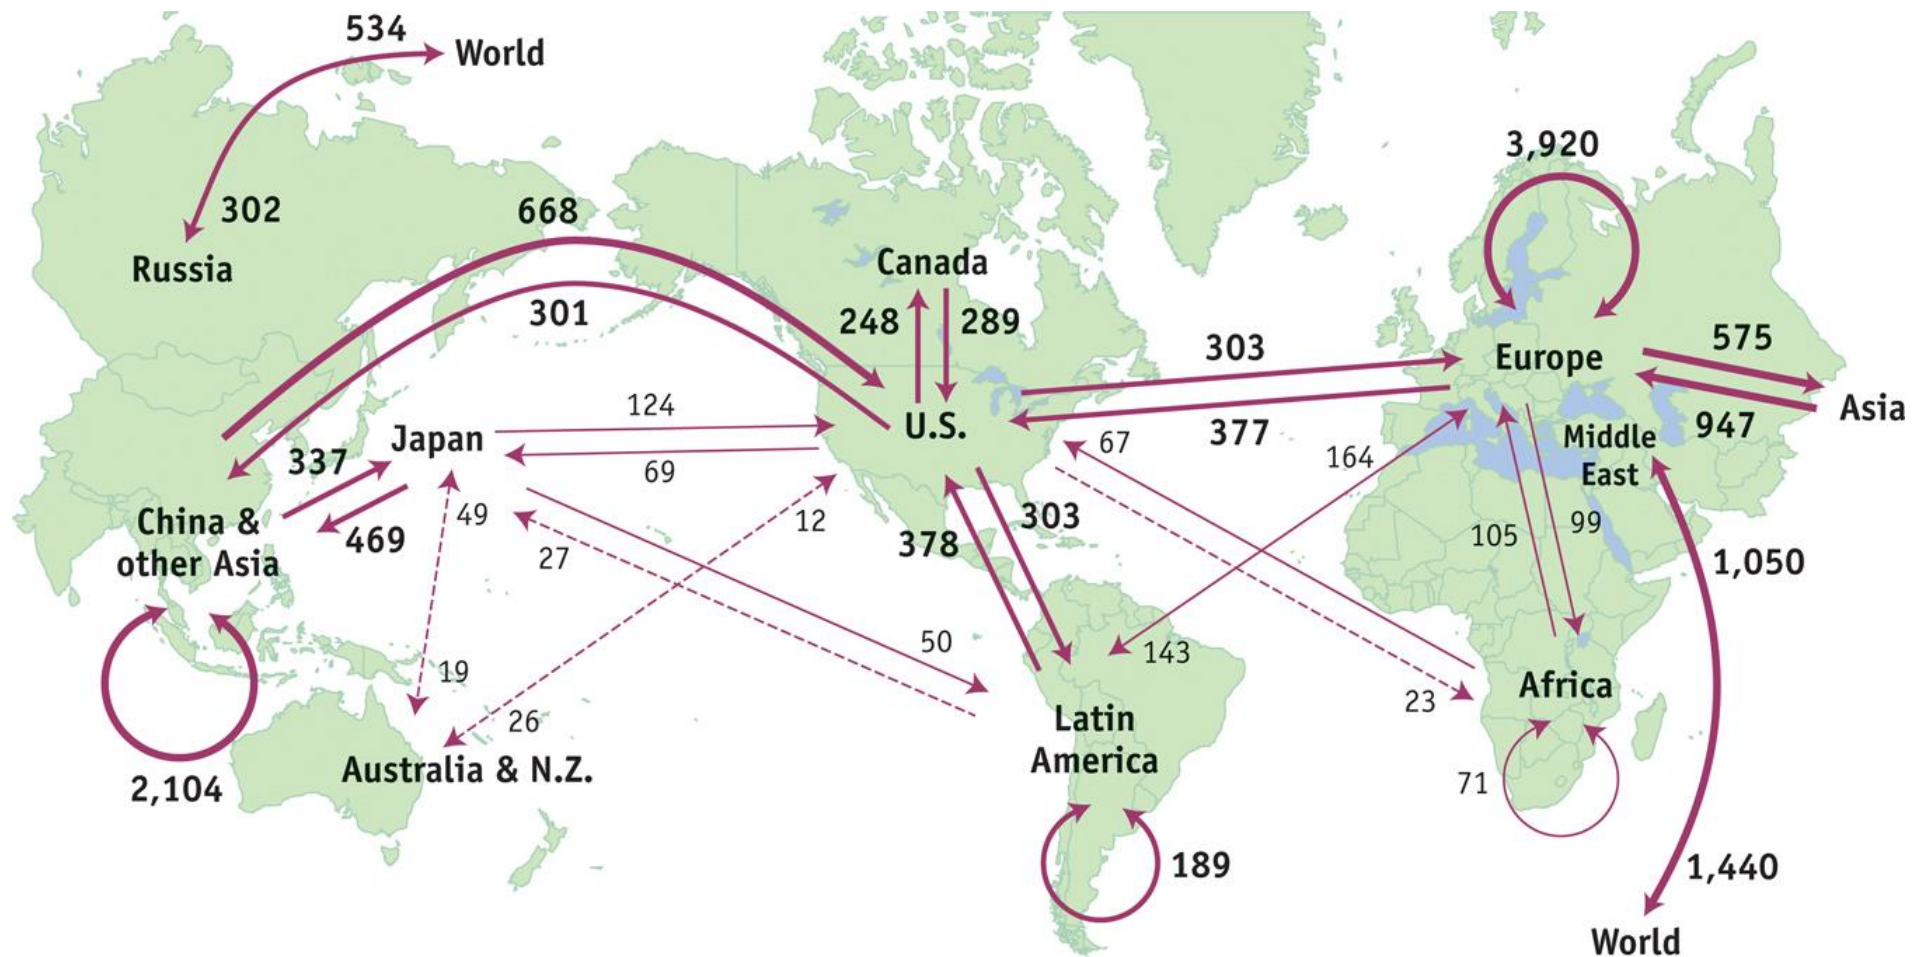 534
World
302
Russia
668
301
Canada
248
289
3,920
303
Europe
575
377
Asia
947
Middle
East
U.S.
124
Japan
69
337
469
China &
other Asia
49
27
12
67
164
378
303
105
99
1,050
19
26
50
143
23
Africa
Latin
America
Australia & N.Z.
2,104
71
189
1,440
World